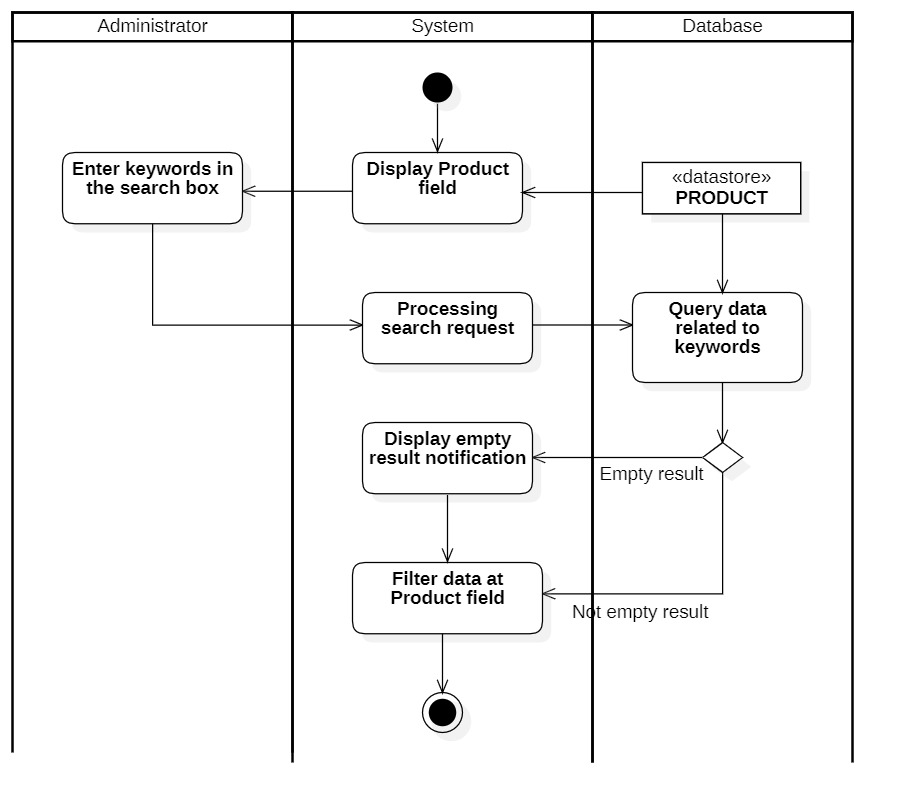 Administrator
System
Database
Enter keywords in
the search box
Display Product
field
«datastore»
PRODUCT
Processing
search request
Query data
related to
keywords
Display empty
result notification
Empty result
Filter data at
Product field
Not empty result